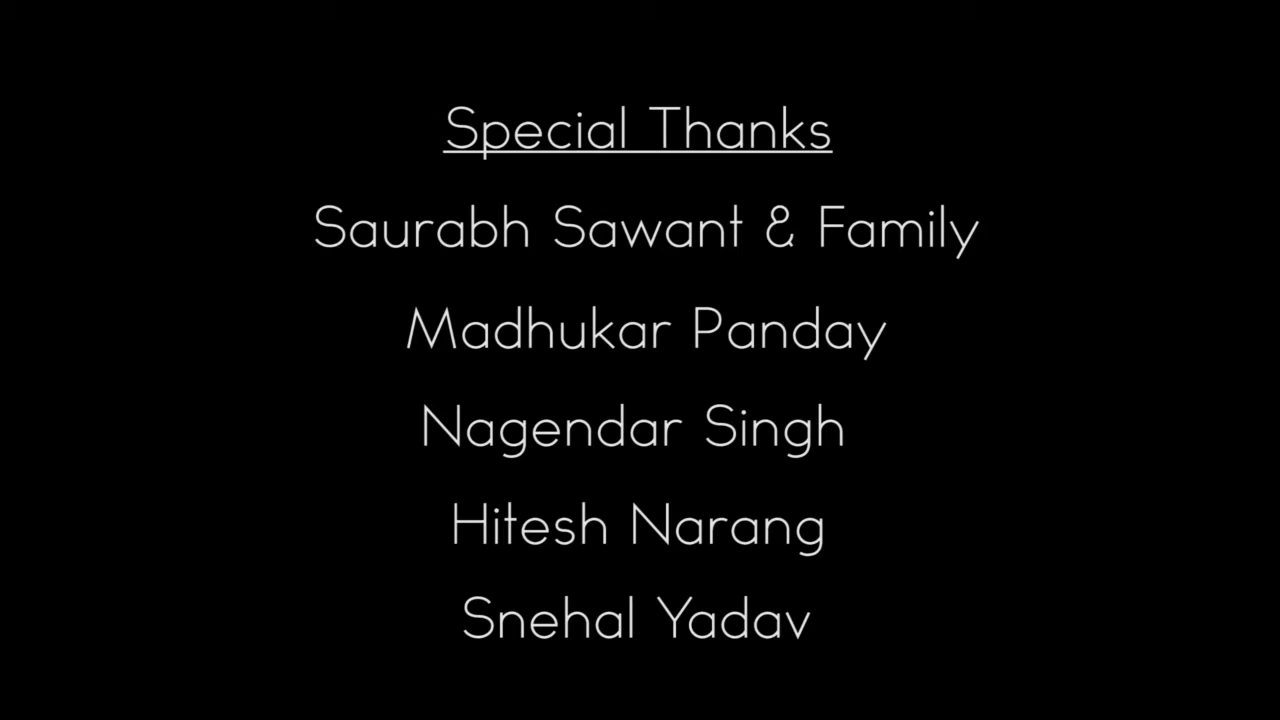 Special Thanks
Saurabh Sawant & Family
Madhukar Panday
Nagendar Singh
Hitesh Narang
Snehal Yadav